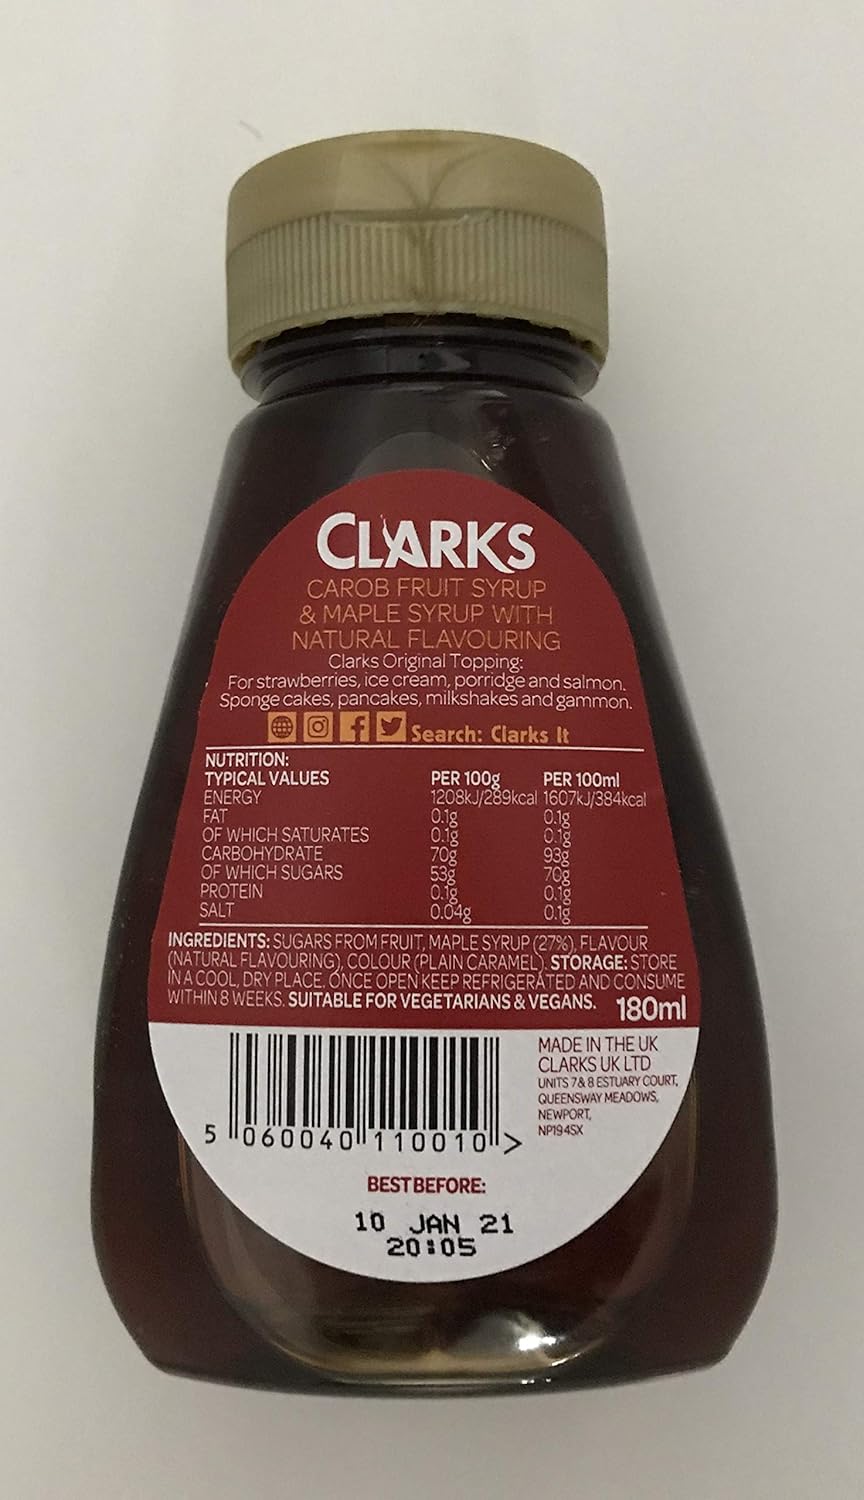 CLARKS
CAROB FRUIT SYRUP
& MAPLE SYRUP WITH
NATURAL FLAVOURING
Clarks Original Topping:
For strawberries, ice cream, porridge and salmon.
Sponge cakes, pancakes, milkshakes and gammon.
Search: Clarks It
NUTRITION:
TYPICAL VALUES PER 100g PER 100ml
ENERGY 1208kJ/289kcal 1607kJ/384kcal
FAT 0.1g 0.1g
OF WHICH SATURATES 0.1g 0.1g
CARBOHYDRATE 70g 93g
OF WHICH SUGARS 53g 70g
PROTEIN 0.1g 0.1g
SALT 0.04g 0.1g
INGREDIENTS: SUGARS FROM FRUIT, MAPLE SYRUP (27%), FLAVOUR
(NATURAL FLAVOURING), COLOUR (PLAIN CARAMEL). STORAGE: STORE
IN A COOL, DRY PLACE. ONCE OPEN KEEP REFRIGERATED AND CONSUME
WITHIN 8 WEEKS. SUITABLE FOR VEGETARIANS & VEGANS. 180ml
MADE IN THE UK
CLARKS UK LTD
UNITS 7 & 8 ESTUARY COURT,
QUEENSWAY MEADOWS,
NEWPORT,
NP19 4SX
5 060040 110010 >
BEST BEFORE:
10 JAN 21
20:05